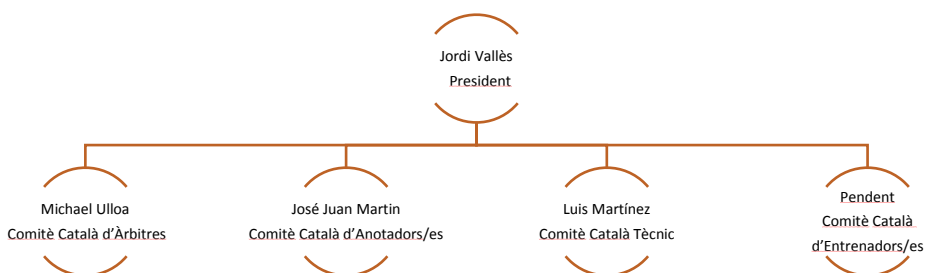 Jordi Vallès
President
Michael Ulloa
Comitè Català d'Àrbitres
José Juan Martin
Comitè Català d'Anotadors/es
Luis Martínez
Comitè Català Tècnic
Pendent
Comitè Català
d'Entrenadors/es